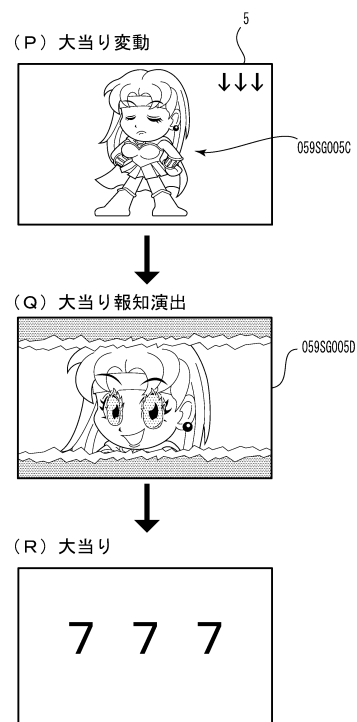 5
(P) 大当り変動
↓↓↓
059SG005C
(Q) 大当り報知演出
059SG005D
(R) 大当り
7 7 7